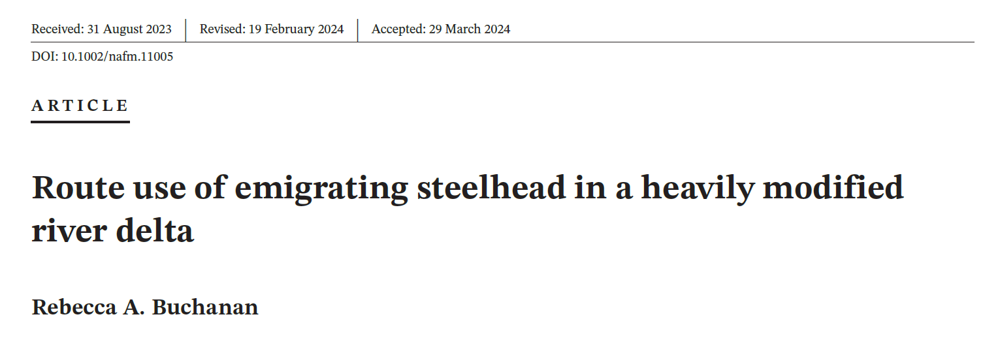 Received: 31 August 2023 | Revised: 19 February 2024 | Accepted: 29 March 2024
DOI: 10.1002/nafm.11005
ARTICLE
Route use of emigrating steelhead in a heavily modified
river delta
Rebecca A. Buchanan